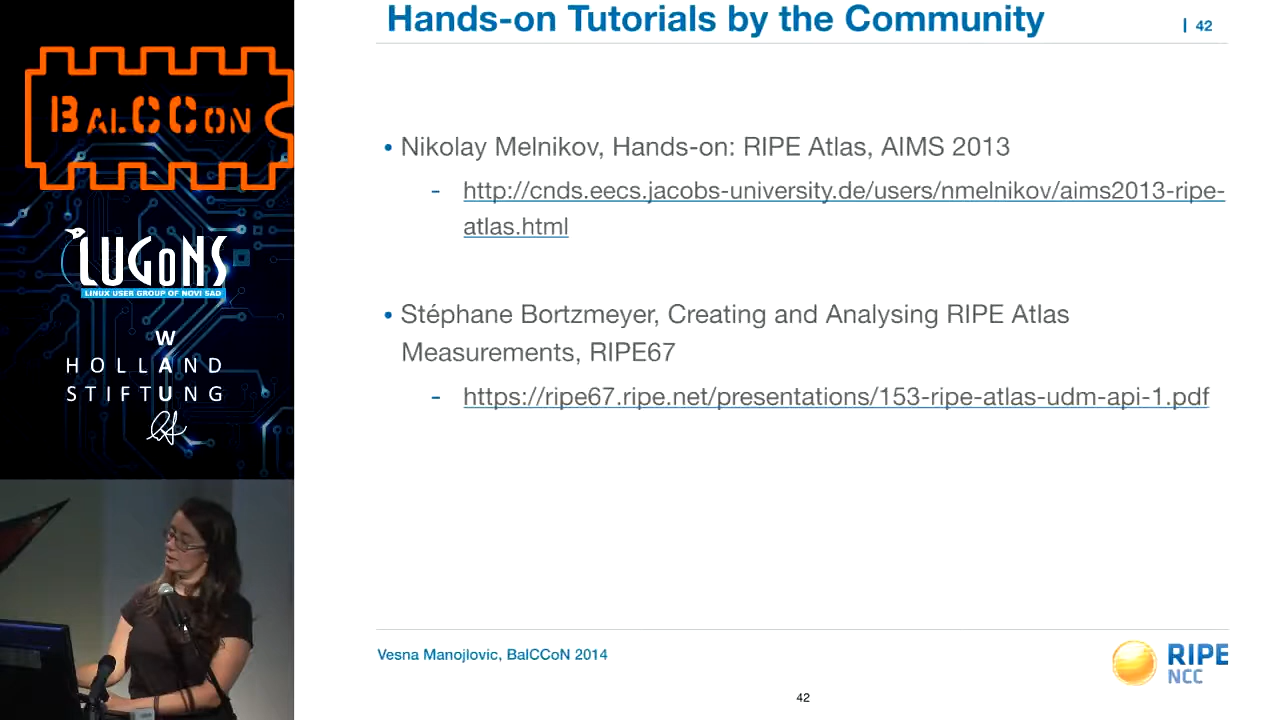 BALCCON
LUGONS
LINUX USER GROUP OF NOVI SAD
W
HOLLAND
A
STIFTUNG
Hands-on Tutorials by the Community
| 42
• Nikolay Melnikov, Hands-on: RIPE Atlas, AIMS 2013
- http://cnds.eecs.jacobs-university.de/users/nmelnikov/aims2013-ripe-
atlas.html
• Stéphane Bortzmeyer, Creating and Analysing RIPE Atlas
Measurements, RIPE67
- https://ripe67.ripe.net/presentations/153-ripe-atlas-udm-api-1.pdf
Vesna Manojlovic, BalCCoN 2014
RIPE
NCC
42